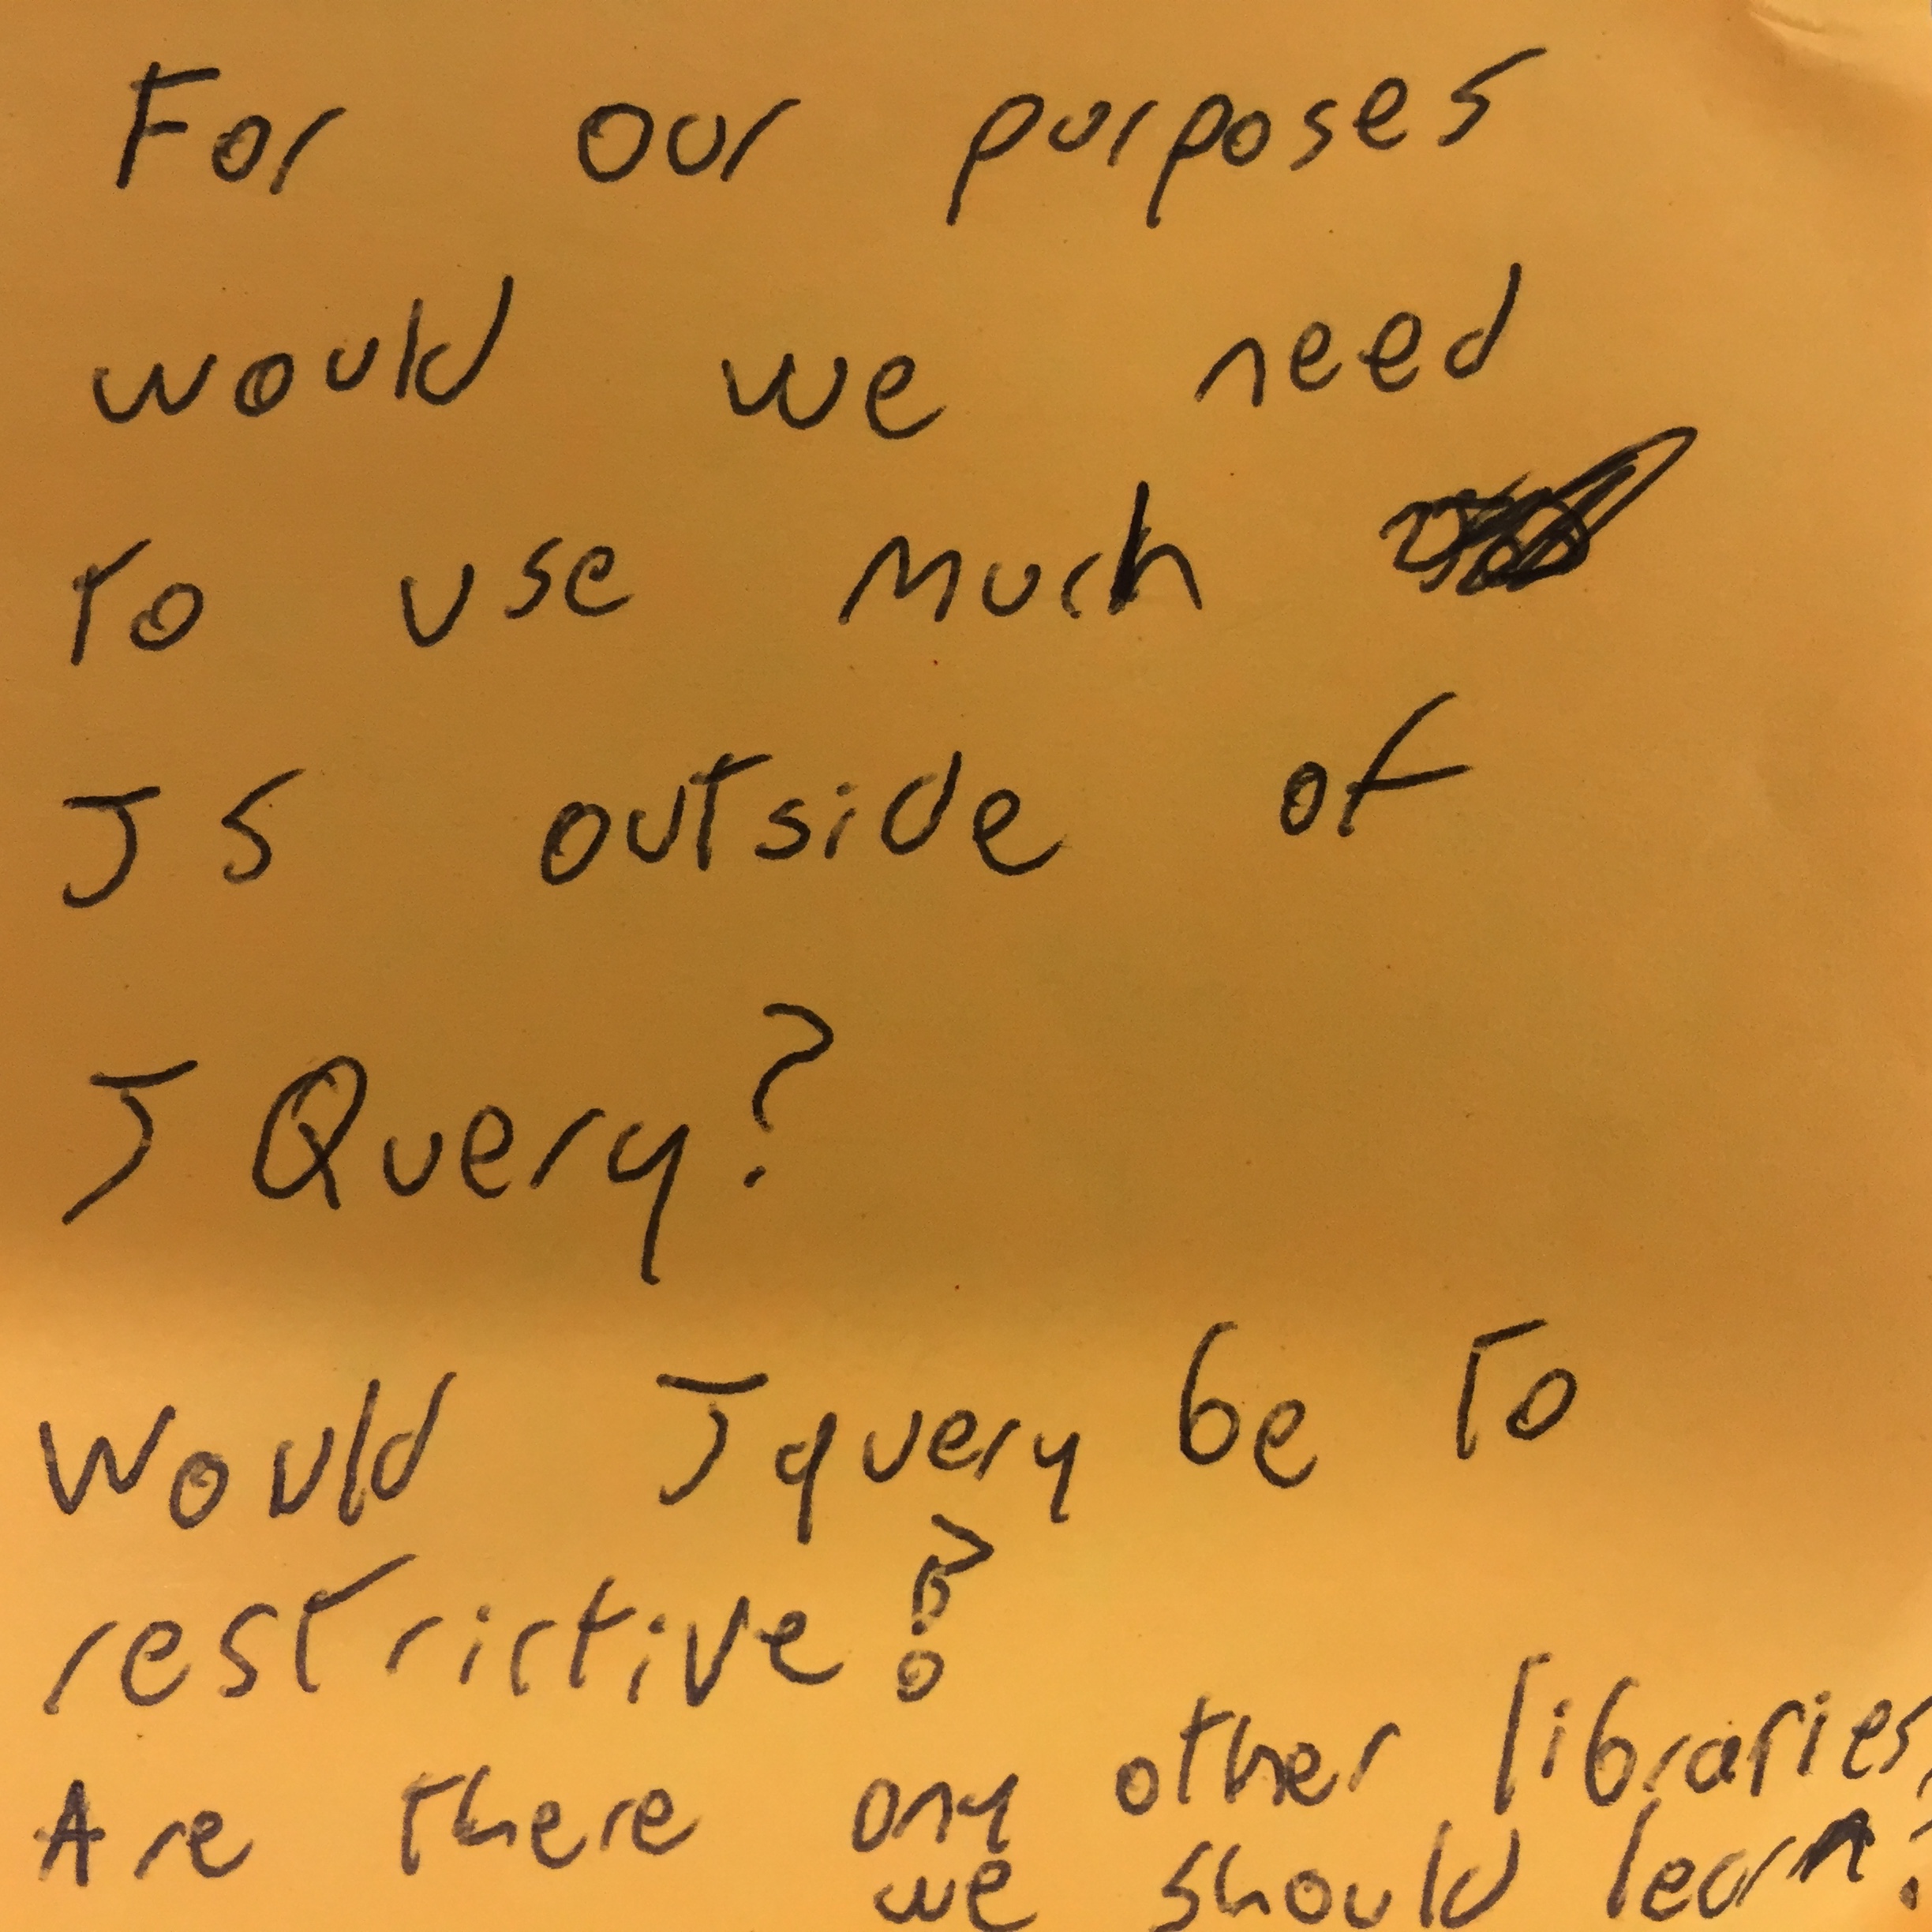 For our purposes
would we need
to use much
JS outside of
JQuery?
Would Jquery be to
restrictive?
Are there any other libraries
we should learn?